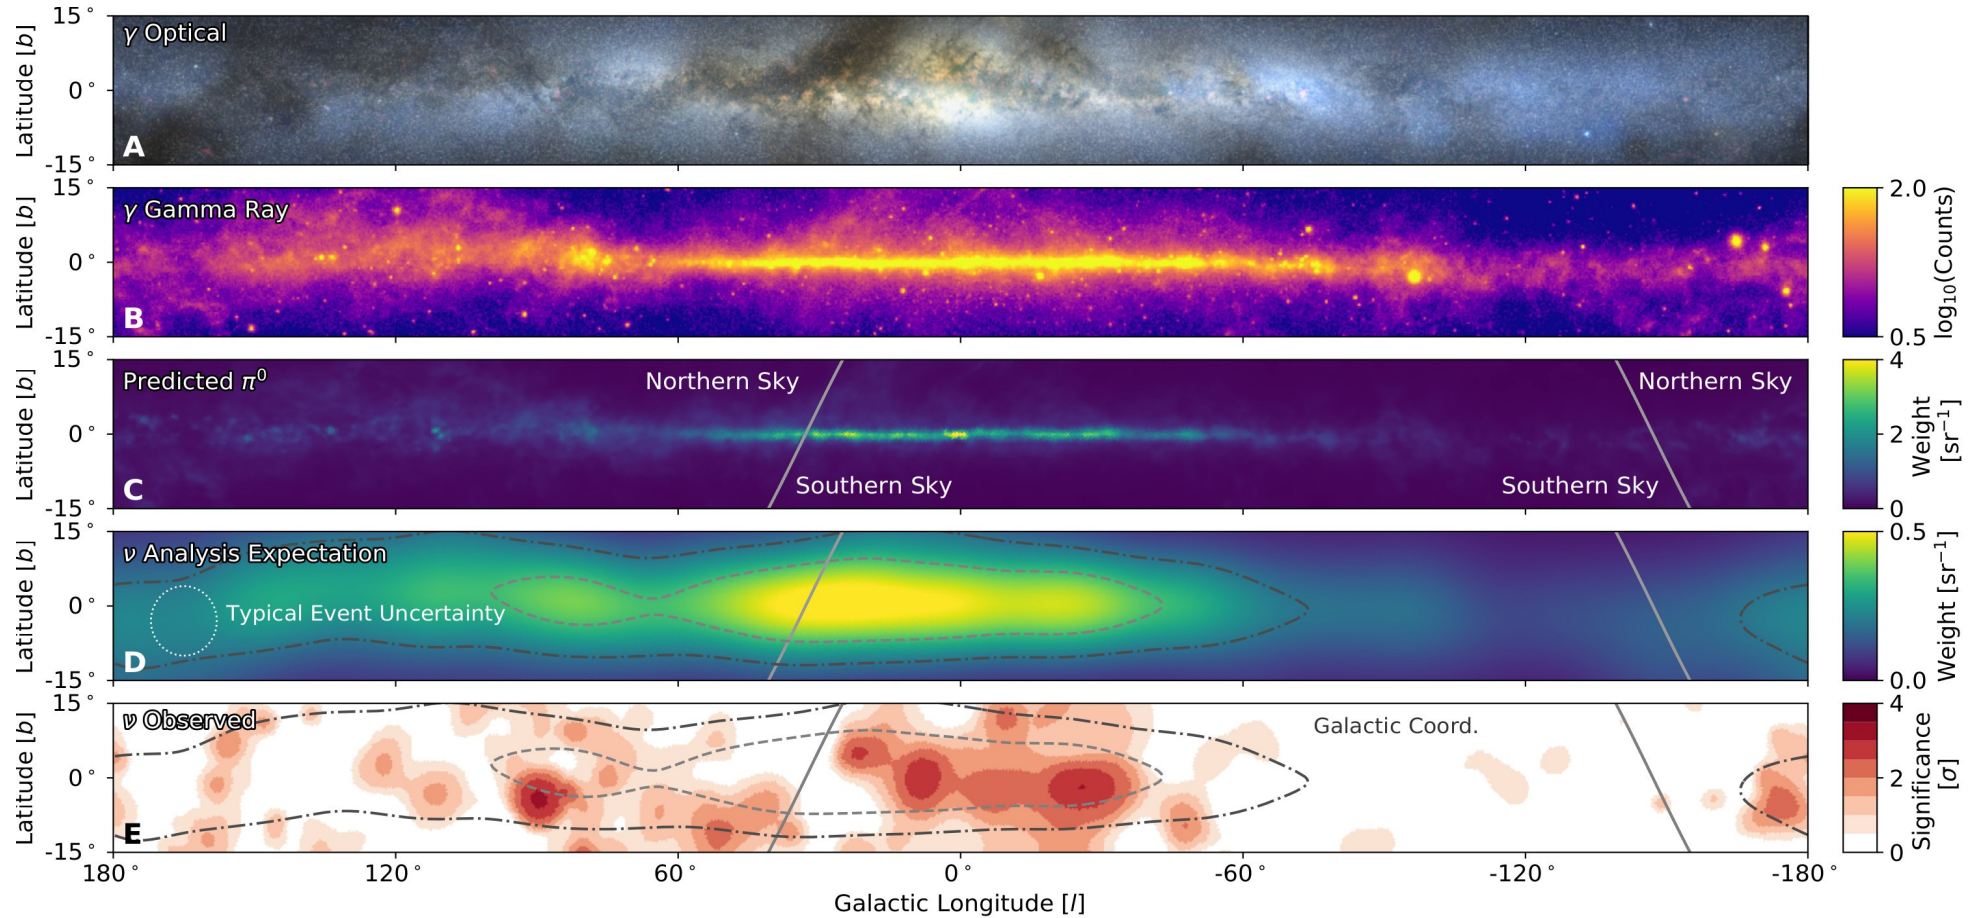 15°
γ Optical
Latitude [b]
0°
A
-15°
15°
γ Gamma Ray
Latitude [b]
0°
B
-15°
2.0
log₁₀(Counts)
0.5
15°
Predicted π⁰
Northern Sky
Northern Sky
Latitude [b]
0°
Southern Sky
Southern Sky
C
-15°
4
Weight
[sr⁻¹]
2
0
15°
ν Analysis Expectation
Latitude [b]
0°
Typical Event Uncertainty
D
-15°
0.5
Weight [sr⁻¹]
0.0
15°
ν Observed
Galactic Coord.
Latitude [b]
0°
E
-15°
4
Significance
[σ]
2
0
180° 120° 60° 0° -60° -120° -180°
Galactic Longitude [l]